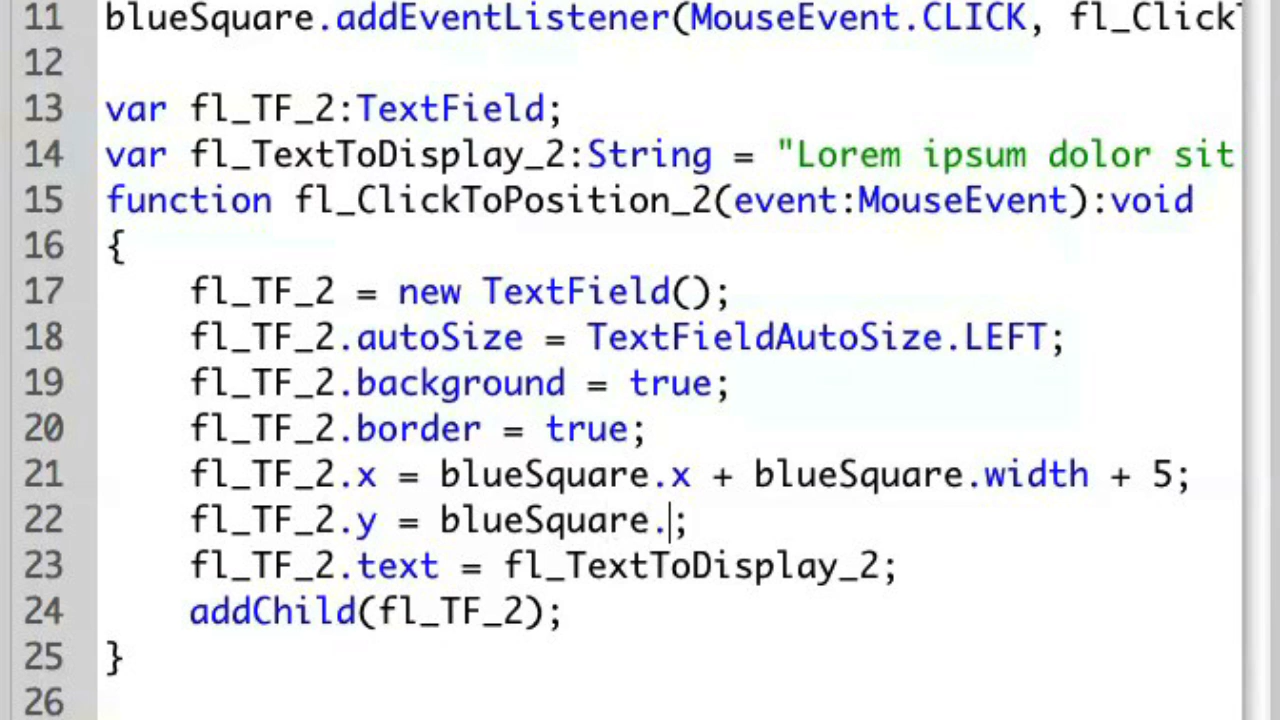 11 blueSquare.addEventListener(MouseEvent.CLICK, fl_Click
12
13 var fl_TF_2:TextField;
14 var fl_TextToDisplay_2:String = "Lorem ipsum dolor sit
15 function fl_ClickToPosition_2(event:MouseEvent):void
16 {
17 fl_TF_2 = new TextField();
18 fl_TF_2.autoSize = TextFieldAutoSize.LEFT;
19 fl_TF_2.background = true;
20 fl_TF_2.border = true;
21 fl_TF_2.x = blueSquare.x + blueSquare.width + 5;
22 fl_TF_2.y = blueSquare.;
23 fl_TF_2.text = fl_TextToDisplay_2;
24 addChild(fl_TF_2);
25 }
26